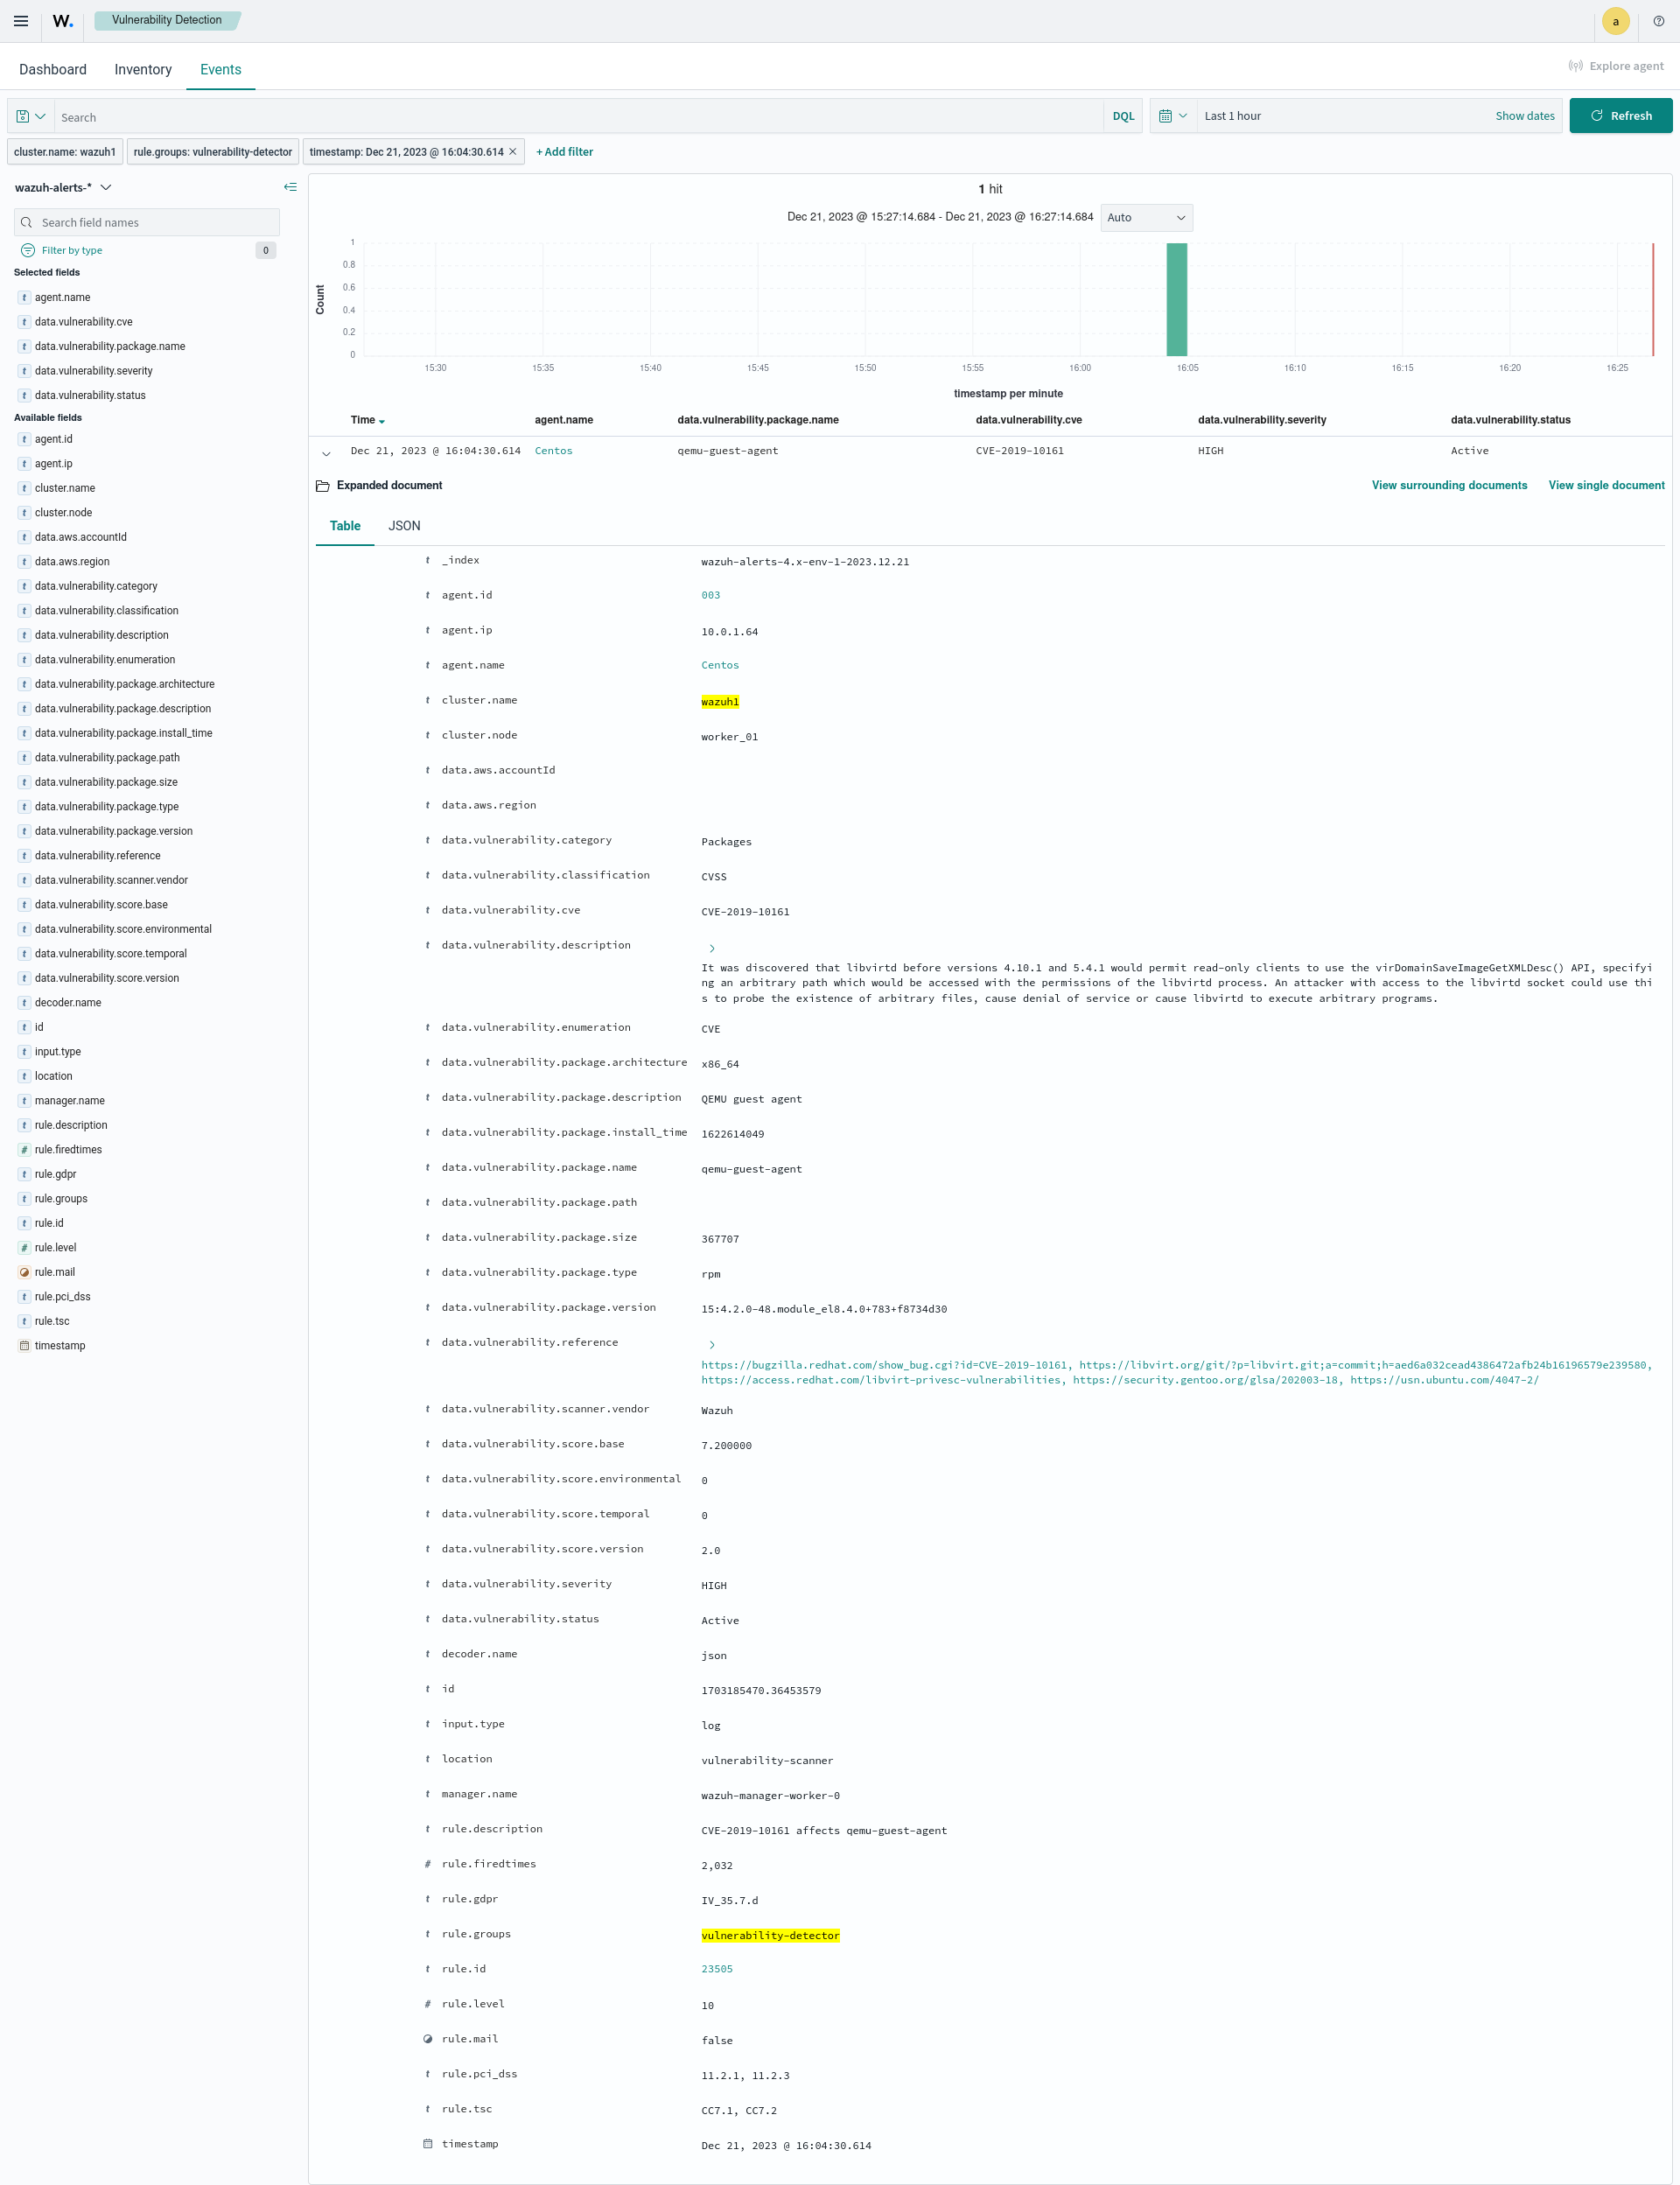 W. Vulnerability Detection a
Dashboard Inventory Events Explore agent
Search DQL Last 1 hour Show dates Refresh
cluster.name: wazuh1 rule.groups: vulnerability-detector timestamp: Dec 21, 2023 @ 16:04:30.614 × + Add filter
wazuh-alerts-*
Search field names
Filter by type 0
Selected fields
t agent.name
t data.vulnerability.cve
t data.vulnerability.package.name
t data.vulnerability.severity
t data.vulnerability.status
Available fields
t agent.id
t agent.ip
t cluster.name
t cluster.node
t data.aws.accountId
t data.aws.region
t data.vulnerability.category
t data.vulnerability.classification
t data.vulnerability.description
t data.vulnerability.enumeration
t data.vulnerability.package.architecture
t data.vulnerability.package.description
t data.vulnerability.package.install_time
t data.vulnerability.package.path
t data.vulnerability.package.size
t data.vulnerability.package.type
t data.vulnerability.package.version
t data.vulnerability.reference
t data.vulnerability.scanner.vendor
t data.vulnerability.score.base
t data.vulnerability.score.environmental
t data.vulnerability.score.temporal
t data.vulnerability.score.version
t decoder.name
t id
t input.type
t location
t manager.name
t rule.description
# rule.firedtimes
t rule.gdpr
t rule.groups
t rule.id
# rule.level
rule.mail
t rule.pci_dss
t rule.tsc
timestamp
1 hit
Dec 21, 2023 @ 15:27:14.684 - Dec 21, 2023 @ 16:27:14.684 Auto
Count
1
0.8
0.6
0.4
0.2
0
15:30 15:35 15:40 15:45 15:50 15:55 16:00 16:05 16:10 16:15 16:20 16:25
timestamp per minute
Time agent.name data.vulnerability.package.name data.vulnerability.cve data.vulnerability.severity data.vulnerability.status
Dec 21, 2023 @ 16:04:30.614 Centos qemu-guest-agent CVE-2019-10161 HIGH Active
Expanded document View surrounding documents View single document
Table JSON
t _index wazuh-alerts-4.x-env-1-2023.12.21
t agent.id 003
t agent.ip 10.0.1.64
t agent.name Centos
t cluster.name wazuh1
t cluster.node worker_01
t data.aws.accountId
t data.aws.region
t data.vulnerability.category Packages
t data.vulnerability.classification CVSS
t data.vulnerability.cve CVE-2019-10161
t data.vulnerability.description
It was discovered that libvirtd before versions 4.10.1 and 5.4.1 would permit read-only clients to use the virDomainSaveImageGetXMLDesc() API, specifyi
ng an arbitrary path which would be accessed with the permissions of the libvirtd process. An attacker with access to the libvirtd socket could use thi
s to probe the existence of arbitrary files, cause denial of service or cause libvirtd to execute arbitrary programs.
t data.vulnerability.enumeration CVE
t data.vulnerability.package.architecture x86_64
t data.vulnerability.package.description QEMU guest agent
t data.vulnerability.package.install_time 1622614049
t data.vulnerability.package.name qemu-guest-agent
t data.vulnerability.package.path
t data.vulnerability.package.size 367707
t data.vulnerability.package.type rpm
t data.vulnerability.package.version 15:4.2.0-48.module_el8.4.0+783+f8734d30
t data.vulnerability.reference
https://bugzilla.redhat.com/show_bug.cgi?id=CVE-2019-10161, https://libvirt.org/git/?p=libvirt.git;a=commit;h=aed6a032cead4386472afb24b16196579e239580,
https://access.redhat.com/libvirt-privesc-vulnerabilities, https://security.gentoo.org/glsa/202003-18, https://usn.ubuntu.com/4047-2/
t data.vulnerability.scanner.vendor Wazuh
t data.vulnerability.score.base 7.200000
t data.vulnerability.score.environmental 0
t data.vulnerability.score.temporal 0
t data.vulnerability.score.version 2.0
t data.vulnerability.severity HIGH
t data.vulnerability.status Active
t decoder.name json
t id 1703185470.36453579
t input.type log
t location vulnerability-scanner
t manager.name wazuh-manager-worker-0
t rule.description CVE-2019-10161 affects qemu-guest-agent
# rule.firedtimes 2,032
t rule.gdpr IV_35.7.d
t rule.groups vulnerability-detector
t rule.id 23505
# rule.level 10
rule.mail false
t rule.pci_dss 11.2.1, 11.2.3
t rule.tsc CC7.1, CC7.2
timestamp Dec 21, 2023 @ 16:04:30.614